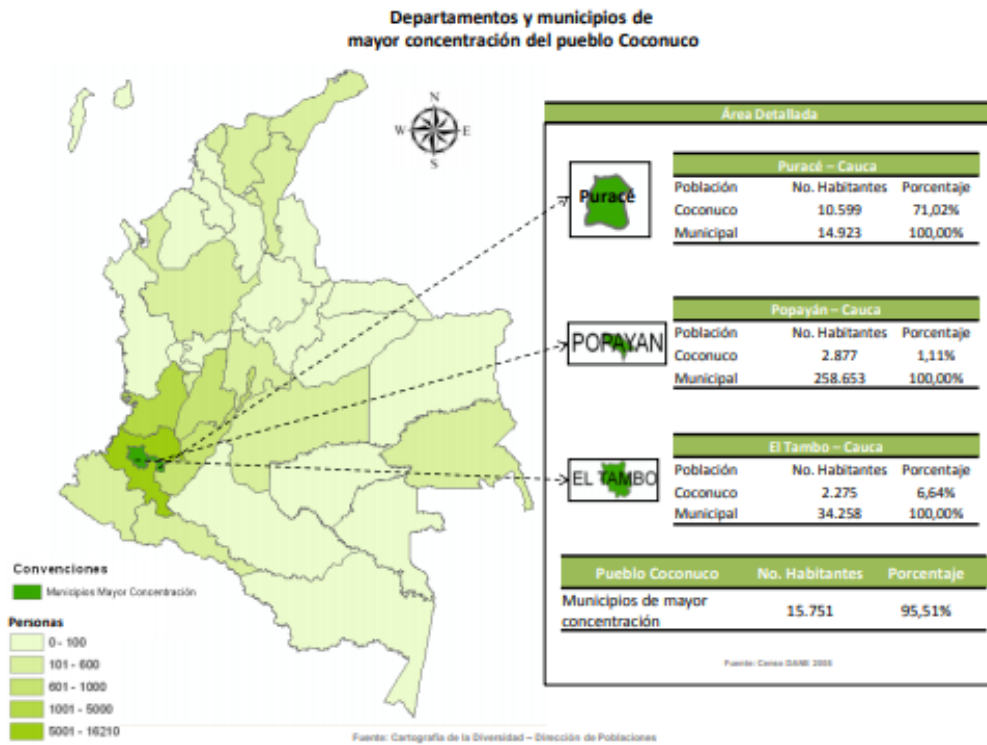 Departamentos y municipios de
mayor concentración del pueblo Coconuco
N
W E
S
Área Detallada
Puracé
Puracé – Cauca
Población No. Habitantes Porcentaje
Coconuco 10.599 71,02%
Municipal 14.923 100,00%
POPAYAN
Popayán – Cauca
Población No. Habitantes Porcentaje
Coconuco 2.877 1,11%
Municipal 258.653 100,00%
EL TAMBO
El Tambo – Cauca
Población No. Habitantes Porcentaje
Coconuco 2.275 6,64%
Municipal 34.258 100,00%
Pueblo Coconuco No. Habitantes Porcentaje
Municipios de mayor
concentración 15.751 95,51%
Fuente: Censo DANE 2005
Convenciones
Municipios Mayor Concentración
Personas
0 - 100
101 - 600
601 - 1000
1001 - 5000
5001 - 16210
Fuente: Cartografía de la Diversidad – Dirección de Poblaciones